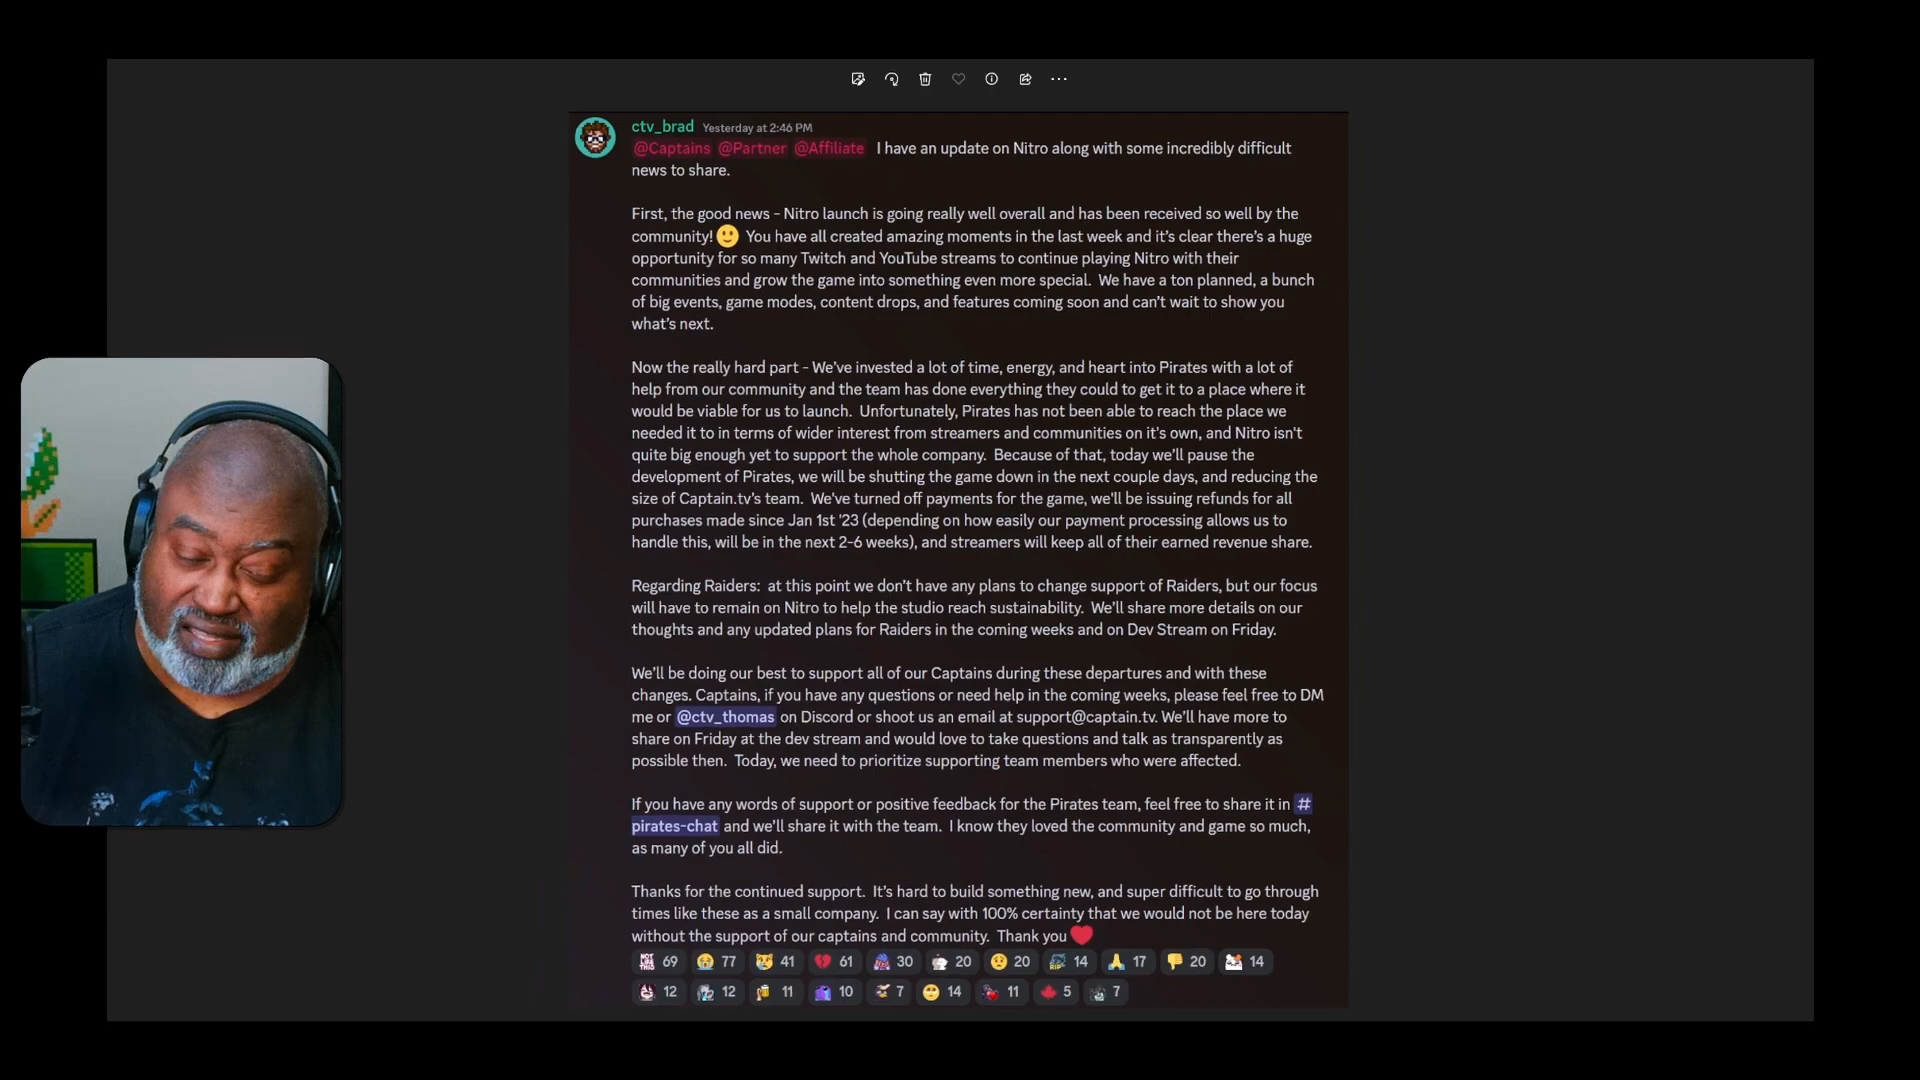 ctv_brad Yesterday at 2:46 PM
@Captains @Partner @Affiliate I have an update on Nitro along with some incredibly difficult
news to share.
First, the good news - Nitro launch is going really well overall and has been received so well by the
community! You have all created amazing moments in the last week and it's clear there's a huge
opportunity for so many Twitch and YouTube streams to continue playing Nitro with their
communities and grow the game into something even more special. We have a ton planned, a bunch
of big events, game modes, content drops, and features coming soon and can't wait to show you
what's next.
Now the really hard part - We've invested a lot of time, energy, and heart into Pirates with a lot of
help from our community and the team has done everything they could to get it to a place where it
would be viable for us to launch. Unfortunately, Pirates has not been able to reach the place we
needed it to in terms of wider interest from streamers and communities on it's own, and Nitro isn't
quite big enough yet to support the whole company. Because of that, today we'll pause the
development of Pirates, we will be shutting the game down in the next couple days, and reducing the
size of Captain.tv's team. We've turned off payments for the game, we'll be issuing refunds for all
purchases made since Jan 1st '23 (depending on how easily our payment processing allows us to
handle this, will be in the next 2-6 weeks), and streamers will keep all of their earned revenue share.
Regarding Raiders: at this point we don't have any plans to change support of Raiders, but our focus
will have to remain on Nitro to help the studio reach sustainability. We'll share more details on our
thoughts and any updated plans for Raiders in the coming weeks and on Dev Stream on Friday.
We'll be doing our best to support all of our Captains during these departures and with these
changes. Captains, if you have any questions or need help in the coming weeks, please feel free to DM
me or @ctv_thomas on Discord or shoot us an email at support@captain.tv. We'll have more to
share on Friday at the dev stream and would love to take questions and talk as transparently as
possible then. Today, we need to prioritize supporting team members who were affected.
If you have any words of support or positive feedback for the Pirates team, feel free to share it in #
pirates-chat and we'll share it with the team. I know they loved the community and game so much,
as many of you all did.
Thanks for the continued support. It's hard to build something new, and super difficult to go through
times like these as a small company. I can say with 100% certainty that we would not be here today
without the support of our captains and community. Thank you
NOT LIKE THIS 69 77 41 61 30 20 20 RIP 14 17 20 14
12 12 11 10 7 14 11 5 7